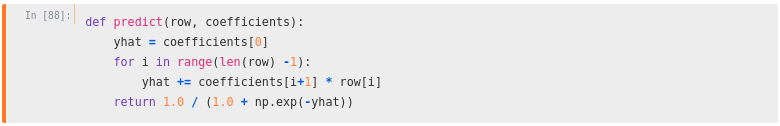 In [88]: def predict(row, coefficients):
    yhat = coefficients[0]
    for i in range(len(row) -1):
        yhat += coefficients[i+1] * row[i]
    return 1.0 / (1.0 + np.exp(-yhat))